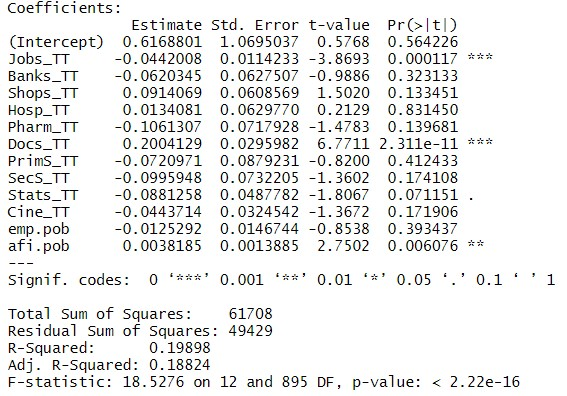 Coefficients:
Estimate Std. Error t-value Pr(>|t|)
(Intercept) 0.6168801 1.0695037 0.5768 0.564226
Jobs_TT -0.0442008 0.0114233 -3.8693 0.000117 ***
Banks_TT -0.0620345 0.0627507 -0.9886 0.323133
Shops_TT 0.0914069 0.0608569 1.5020 0.133451
Hosp_TT 0.0134081 0.0629770 0.2129 0.831450
Pharm_TT -0.1061307 0.0717928 -1.4783 0.139681
Docs_TT 0.2004129 0.0295982 6.7711 2.311e-11 ***
PrimS_TT -0.0720971 0.0879231 -0.8200 0.412433
SecS_TT -0.0995948 0.0732205 -1.3602 0.174108
Stats_TT -0.0881258 0.0487782 -1.8067 0.071151 .
Cine_TT -0.0443714 0.0324542 -1.3672 0.171906
emp.pob -0.0125292 0.0146744 -0.8538 0.393437
afi.pob 0.0038185 0.0013885 2.7502 0.006076 **
---
Signif. codes: 0 ‘***’ 0.001 ‘**’ 0.01 ‘*’ 0.05 ‘.’ 0.1 ‘ ’ 1
Total Sum of Squares: 61708
Residual Sum of Squares: 49429
R-Squared: 0.19898
Adj. R-Squared: 0.18824
F-statistic: 18.5276 on 12 and 895 DF, p-value: < 2.22e-16